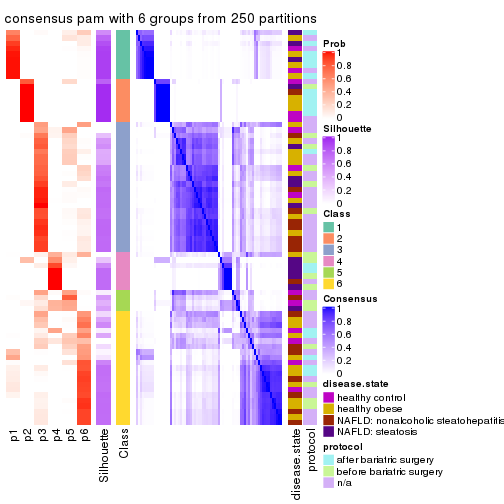 consensus pam with 6 groups from 250 partitions
Prob
1
0.8
0.6
0.4
0.2
0
Silhouette
1
0.8
0.6
0.4
0.2
0
Class
1
2
3
4
5
6
Consensus
1
0.8
0.6
0.4
0.2
0
disease.state
healthy control
healthy obese
NAFLD: nonalcoholic steatohepatitis
NAFLD: steatosis
protocol
after bariatric surgery
before bariatric surgery
n/a
p1
p2
p3
p4
p5
p6
Silhouette
Class
disease.state
protocol